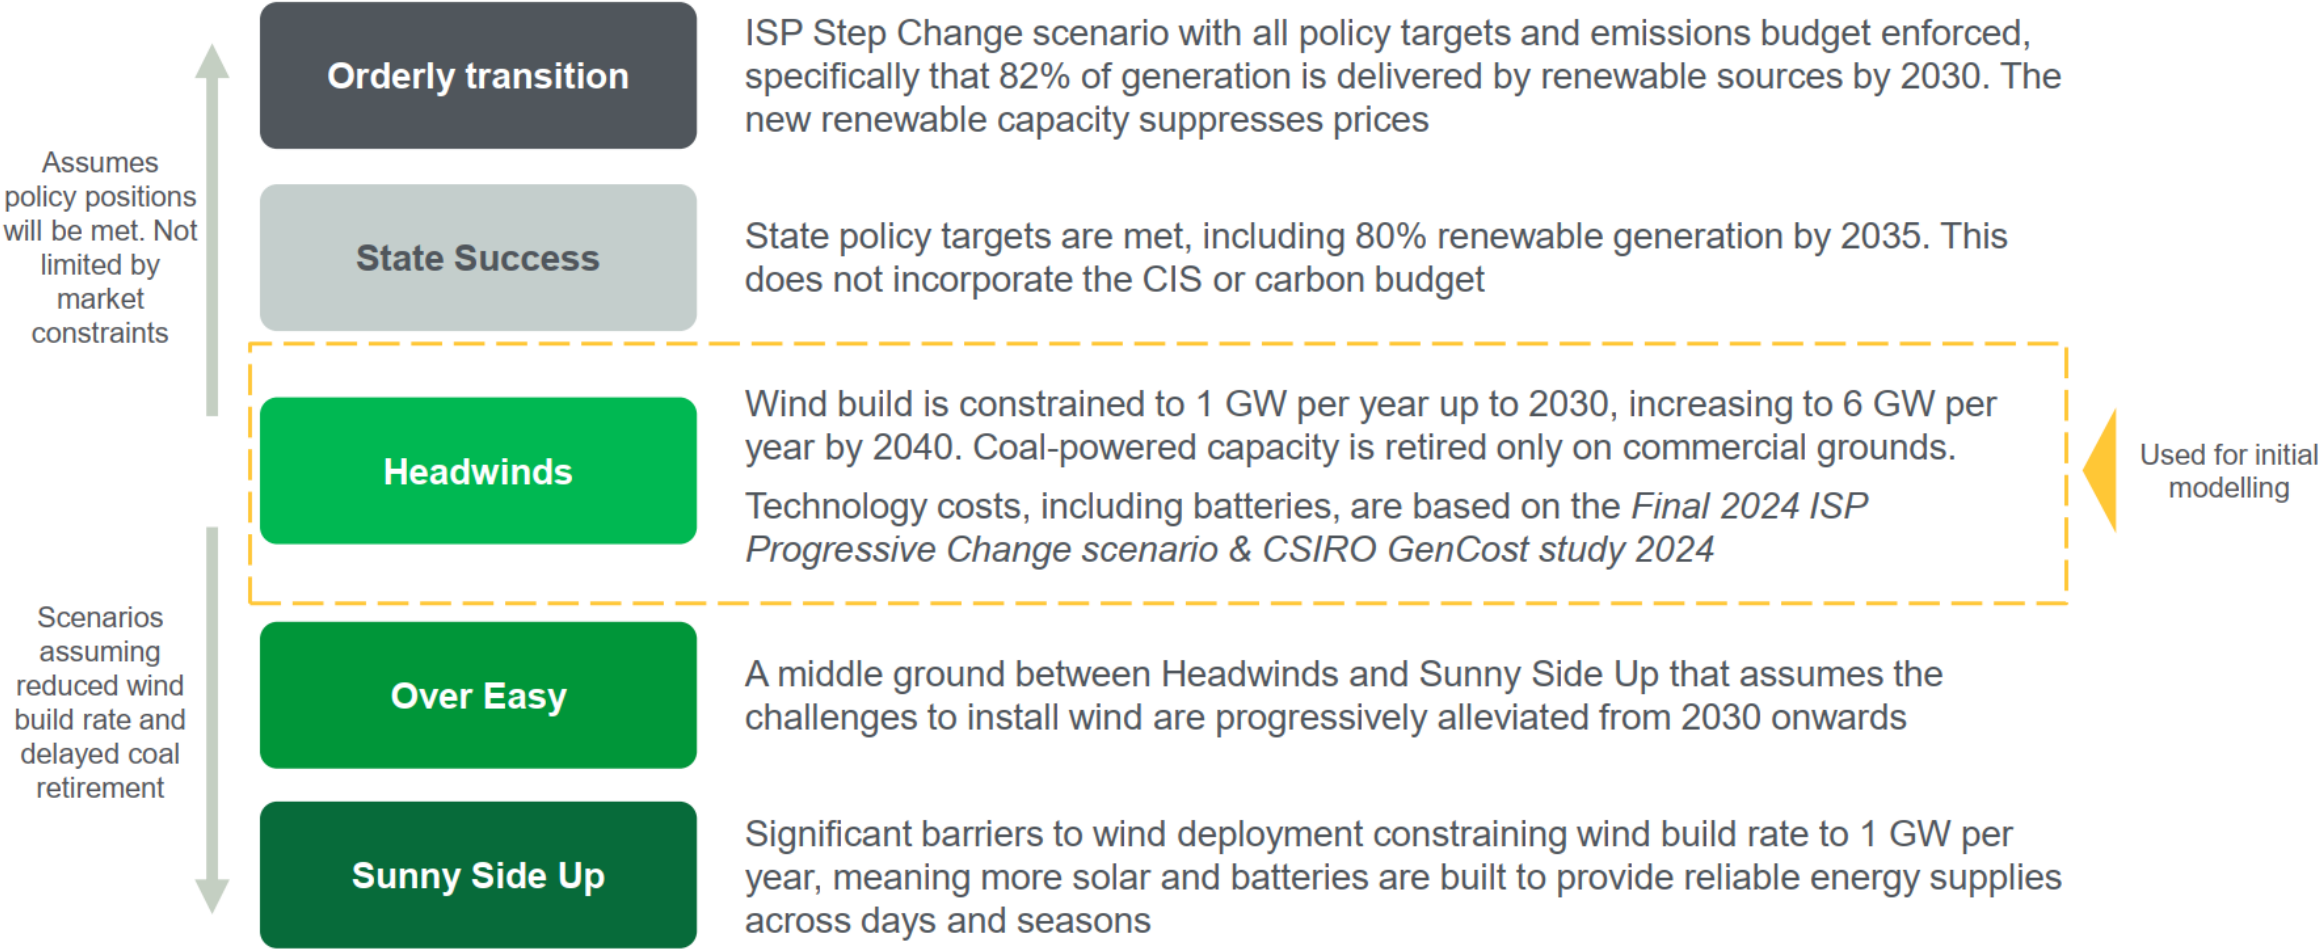 Orderly transition
ISP Step Change scenario with all policy targets and emissions budget enforced,
specifically that 82% of generation is delivered by renewable sources by 2030. The
new renewable capacity suppresses prices
Assumes
policy positions
will be met. Not
limited by
market
constraints
State Success
State policy targets are met, including 80% renewable generation by 2035. This
does not incorporate the CIS or carbon budget
Headwinds
Wind build is constrained to 1 GW per year up to 2030, increasing to 6 GW per
year by 2040. Coal-powered capacity is retired only on commercial grounds.
Technology costs, including batteries, are based on the Final 2024 ISP
Progressive Change scenario & CSIRO GenCost study 2024
Used for initial
modelling
Scenarios
assuming
reduced wind
build rate and
delayed coal
retirement
Over Easy
A middle ground between Headwinds and Sunny Side Up that assumes the
challenges to install wind are progressively alleviated from 2030 onwards
Sunny Side Up
Significant barriers to wind deployment constraining wind build rate to 1 GW per
year, meaning more solar and batteries are built to provide reliable energy supplies
across days and seasons